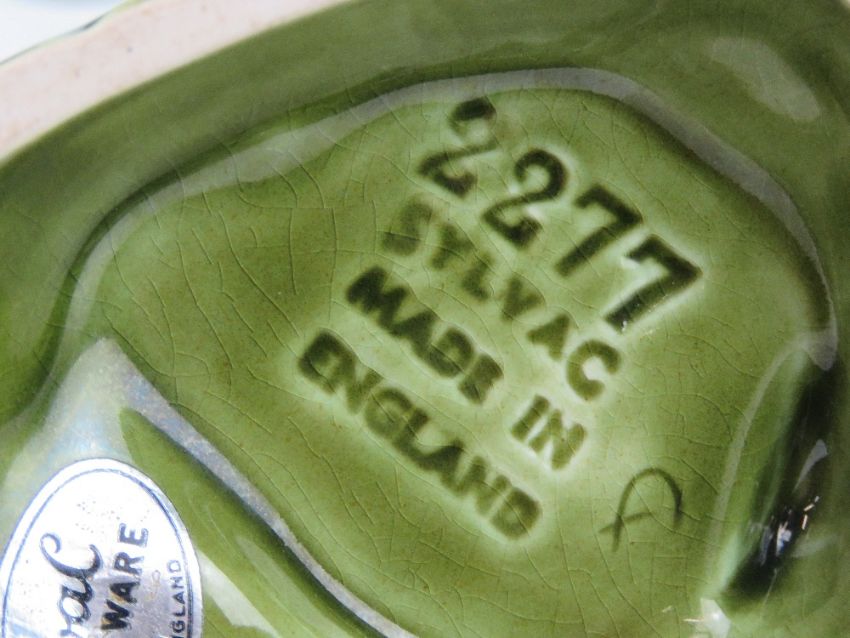 2277
SYLVAC
MADE IN
ENGLAND
WARE